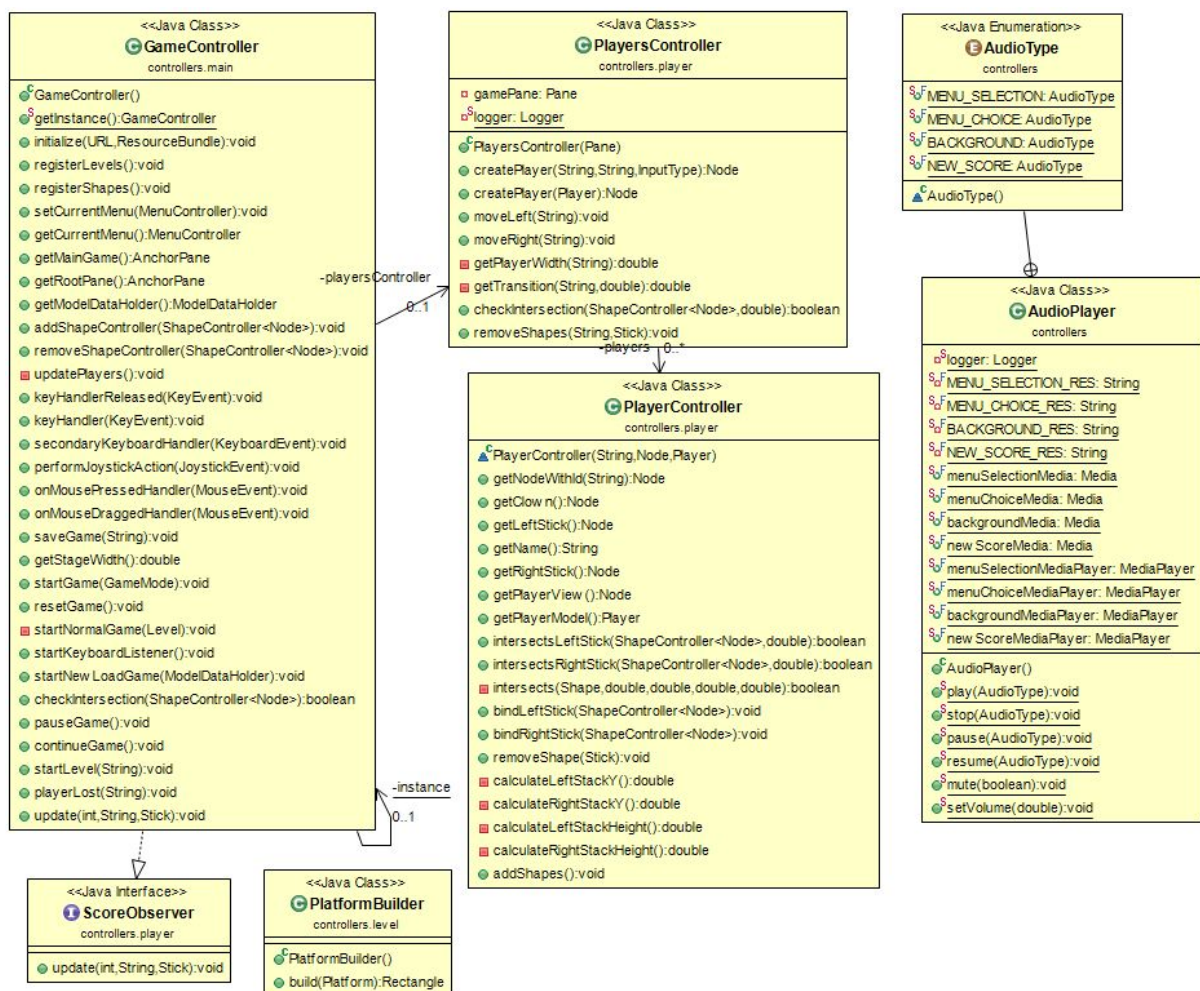 <<Java Class>>
GameController
controllers.main
GameController()
getInstance():GameController
initialize(URL,ResourceBundle):void
registerLevels():void
registerShapes():void
setCurrentMenu(MenuController):void
getCurrentMenu():MenuController
getMainGame():AnchorPane
getRootPane():AnchorPane
getModelDataHolder():ModelDataHolder
addShapeController(ShapeController<Node>):void
removeShapeController(ShapeController<Node>):void
updatePlayers():void
keyHandlerReleased(KeyEvent):void
keyHandler(KeyEvent):void
secondaryKeyboardHandler(KeyboardEvent):void
performJoystickAction(JoystickEvent):void
onMousePressedHandler(MouseEvent):void
onMouseDraggedHandler(MouseEvent):void
saveGame(String):void
getStageWidth():double
startGame(GameMode):void
resetGame():void
startNormalGame(Level):void
startKeyboardListener():void
startNewLoadGame(ModelDataHolder):void
checkIntersection(ShapeController<Node>):boolean
pauseGame():void
continueGame():void
startLevel(String):void
playerLost(String):void
update(int,String,Stick):void
-playersController
0..1
-instance
0..1
<<Java Interface>>
I ScoreObserver
controllers.player
update(int,String,Stick):void
<<Java Class>>
PlatformBuilder
controllers.level
PlatformBuilder()
build(Platform):Rectangle
<<Java Class>>
PlayersController
controllers.player
gamePane: Pane
logger: Logger
PlayersController(Pane)
createPlayer(String,String,InputType):Node
createPlayer(Player):Node
moveLeft(String):void
moveRight(String):void
getPlayerWidth(String):double
getTransition(String,double):double
checkIntersection(ShapeController<Node>,double):boolean
removeShapes(String,Stick):void
-players 0..*
<<Java Class>>
PlayerController
controllers.player
PlayerController(String,Node,Player)
getNodeWithId(String):Node
getClown():Node
getLeftStick():Node
getName():String
getRightStick():Node
getPlayerView():Node
getPlayerModel():Player
intersectsLeftStick(ShapeController<Node>,double):boolean
intersectsRightStick(ShapeController<Node>,double):boolean
intersects(Shape,double,double,double,double):boolean
bindLeftStick(ShapeController<Node>):void
bindRightStick(ShapeController<Node>):void
removeShape(Stick):void
calculateLeftStackY():double
calculateRightStackY():double
calculateLeftStackHeight():double
calculateRightStackHeight():double
addShapes():void
<<Java Enumeration>>
E AudioType
controllers
MENU_SELECTION: AudioType
MENU_CHOICE: AudioType
BACKGROUND: AudioType
NEW_SCORE: AudioType
AudioType()
<<Java Class>>
AudioPlayer
controllers
logger: Logger
MENU_SELECTION_RES: String
MENU_CHOICE_RES: String
BACKGROUND_RES: String
NEW_SCORE_RES: String
menuSelectionMedia: Media
menuChoiceMedia: Media
backgroundMedia: Media
newScoreMedia: Media
menuSelectionMediaPlayer: MediaPlayer
menuChoiceMediaPlayer: MediaPlayer
backgroundMediaPlayer: MediaPlayer
newScoreMediaPlayer: MediaPlayer
AudioPlayer()
play(AudioType):void
stop(AudioType):void
pause(AudioType):void
resume(AudioType):void
mute(boolean):void
setVolume(double):void